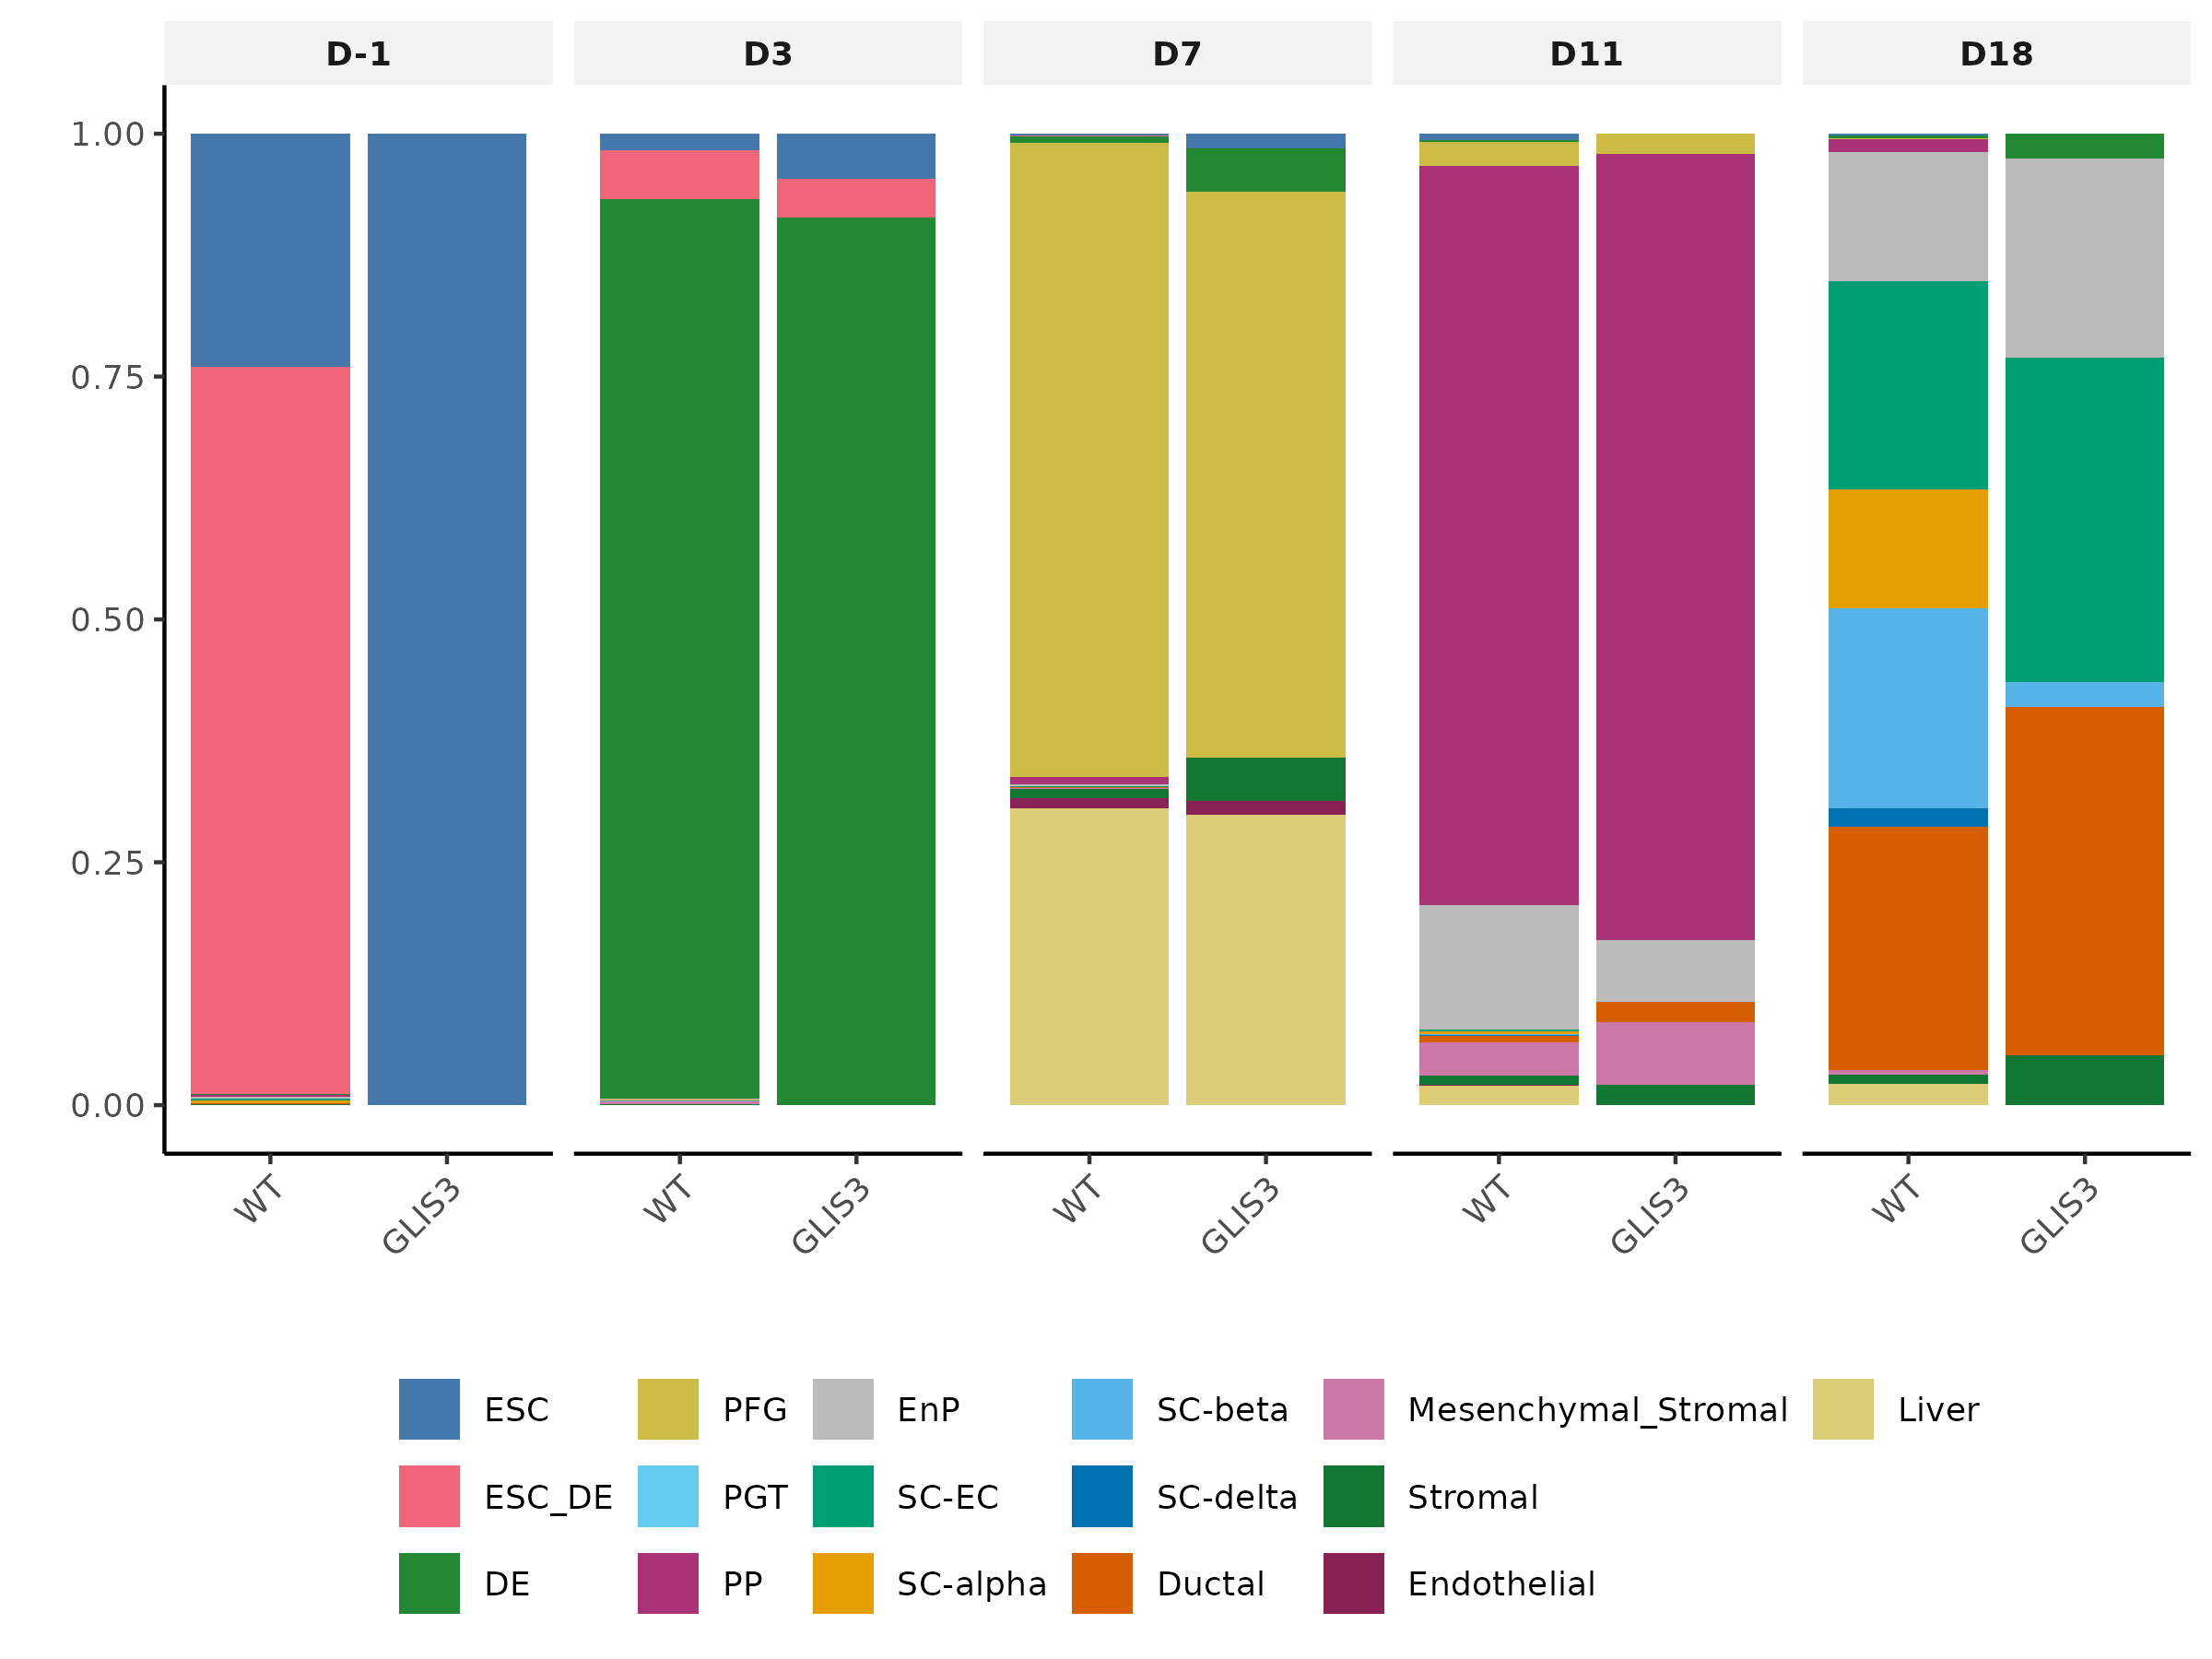 D-1 D3 D7 D11 D18
1.00
0.75
0.50
0.25
0.00
WT GLIS3 WT GLIS3 WT GLIS3 WT GLIS3 WT GLIS3
ESC PFG EnP SC-beta Mesenchymal_Stromal Liver
ESC_DE PGT SC-EC SC-delta Stromal
DE PP SC-alpha Ductal Endothelial